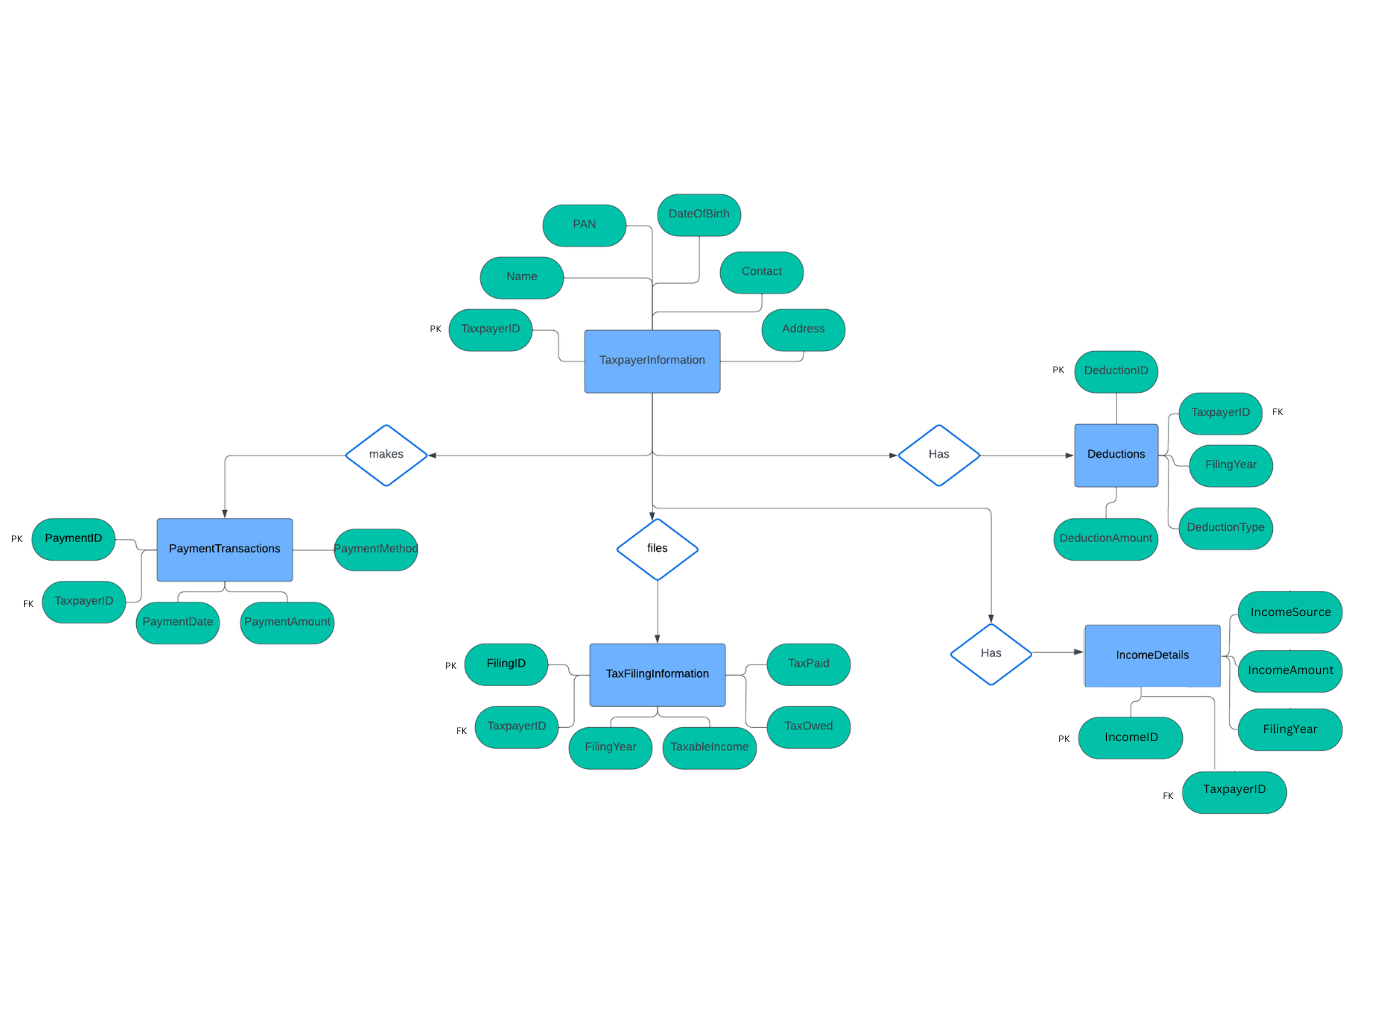 PAN
DateOfBirth
Name
Contact
PK
TaxpayerID
Address
TaxpayerInformation
PK
DeductionID
TaxpayerID
FK
makes
Has
Deductions
FilingYear
DeductionType
DeductionAmount
PK
PaymentID
PaymentTransactions
PaymentMethod
files
FK
TaxpayerID
PaymentDate
PaymentAmount
IncomeSource
Has
IncomeDetails
IncomeAmount
PK
FilingID
TaxFilingInformation
TaxPaid
FK
TaxpayerID
FilingYear
TaxableIncome
TaxOwed
PK
IncomeID
FilingYear
FK
TaxpayerID